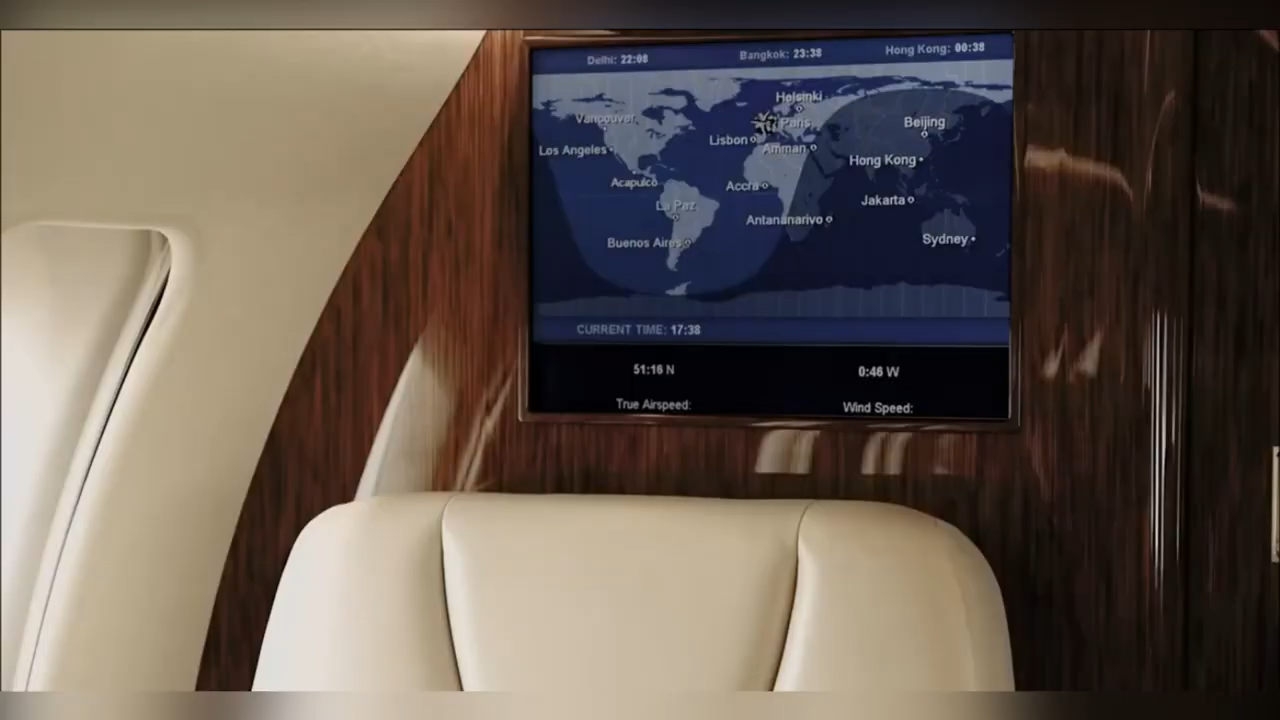 Delhi: 22:08 Bangkok: 23:38 Hong Kong: 00:38
Helsinki
Vancouver
Paris
Beijing
Lisbon
Los Angeles
Amman
Hong Kong
Acapulco
Accra
La Paz
Jakarta
Antananarivo
Buenos Aires
Sydney
CURRENT TIME: 17:38
51:16 N 0:46 W
True Airspeed: Wind Speed: